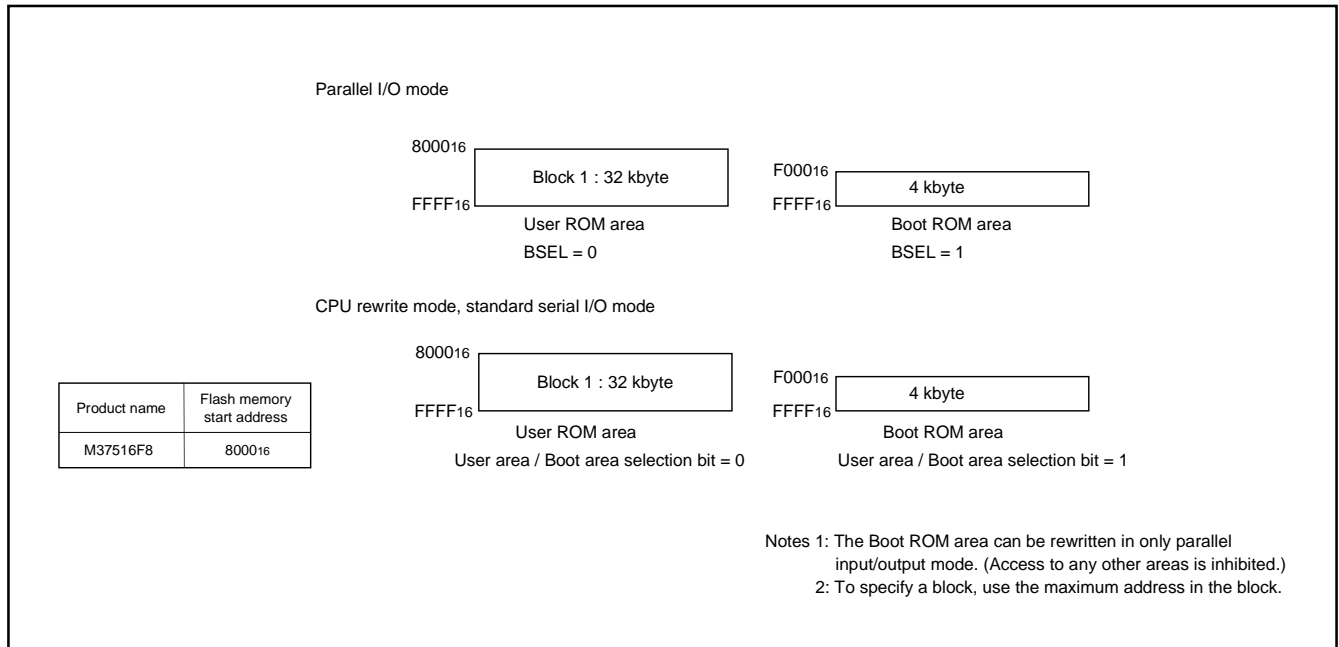 Parallel I/O mode
800016
Block 1 : 32 kbyte
FFFF16
User ROM area
BSEL = 0
F00016
4 kbyte
FFFF16
Boot ROM area
BSEL = 1
CPU rewrite mode, standard serial I/O mode
800016
Block 1 : 32 kbyte
FFFF16
User ROM area
User area / Boot area selection bit = 0
F00016
4 kbyte
FFFF16
Boot ROM area
User area / Boot area selection bit = 1
Product name
Flash memory
start address
M37516F8
800016
Notes 1: The Boot ROM area can be rewritten in only parallel
input/output mode. (Access to any other areas is inhibited.)
2: To specify a block, use the maximum address in the block.